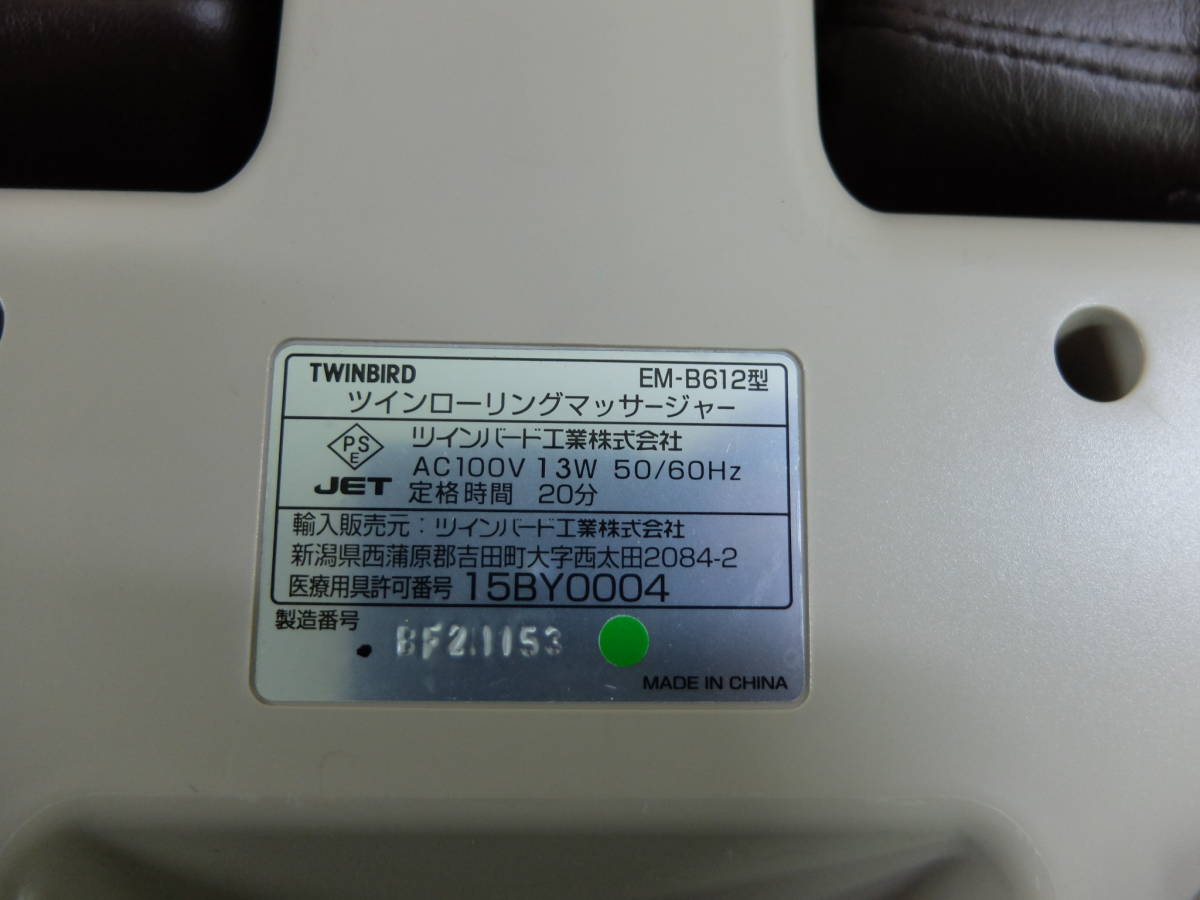 TWINBIRD EM-B612型
ツインローリングマッサージャー
PSE ツインバード工業株式会社
AC100V 13W 50/60Hz
JET 定格時間 20分
輸入販売元：ツインバード工業株式会社
新潟県西蒲原郡吉田町大字西太田2084-2
医療用具許可番号 15BY0004
製造番号
BF21153
MADE IN CHINA